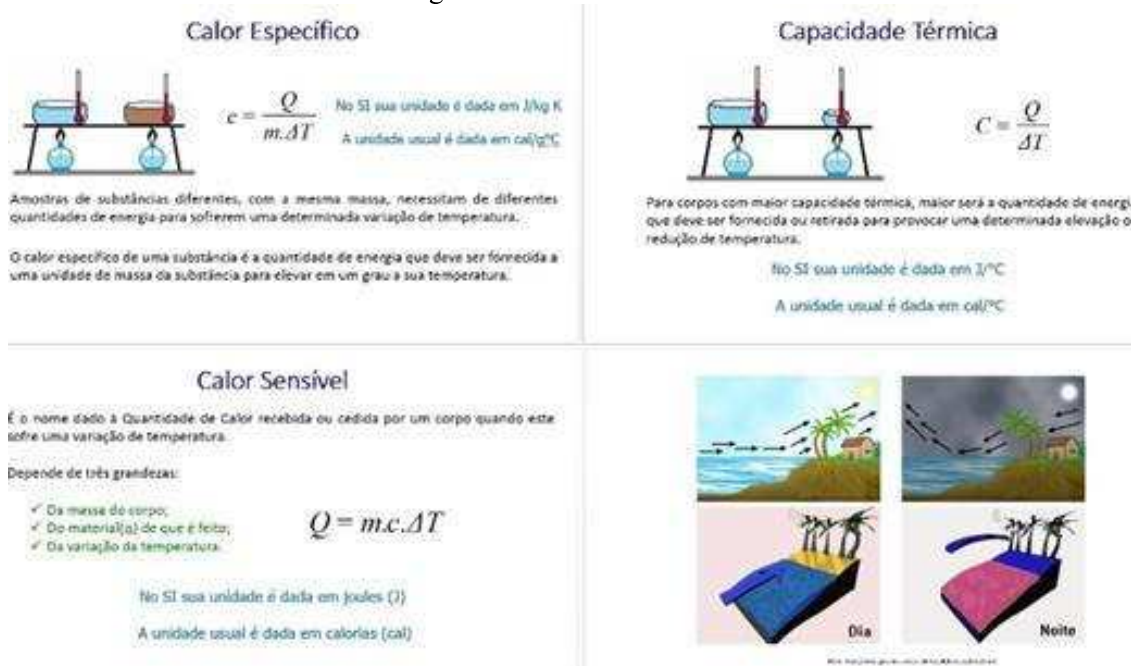 Calor Específico
c = Q / m.ΔT
No SI sua unidade é dada em J/kg K
A unidade usual é dada em cal/g°C
Amostras de substâncias diferentes, com a mesma massa, necessitam de diferentes
quantidades de energia para sofrerem uma determinada variação de temperatura.
O calor específico de uma substância é a quantidade de energia que deve ser fornecida a
uma unidade de massa da substância para elevar em um grau a sua temperatura.
Capacidade Térmica
C = Q / ΔT
Para corpos com maior capacidade térmica, maior será a quantidade de energi
que deve ser fornecida ou retirada para provocar uma determinada elevação o
redução de temperatura.
No SI sua unidade é dada em J/°C
A unidade usual é dada em cal/°C
Calor Sensível
É o nome dado à Quantidade de Calor recebida ou cedida por um corpo quando este
sofre uma variação de temperatura.
Depende de três grandezas:
✓ Da massa do corpo;
✓ Do material(a) de que é feito;
✓ Da variação da temperatura.
Q = m.c.ΔT
No SI sua unidade é dada em joules (J)
A unidade usual é dada em calorias (cal)
Dia
Noite